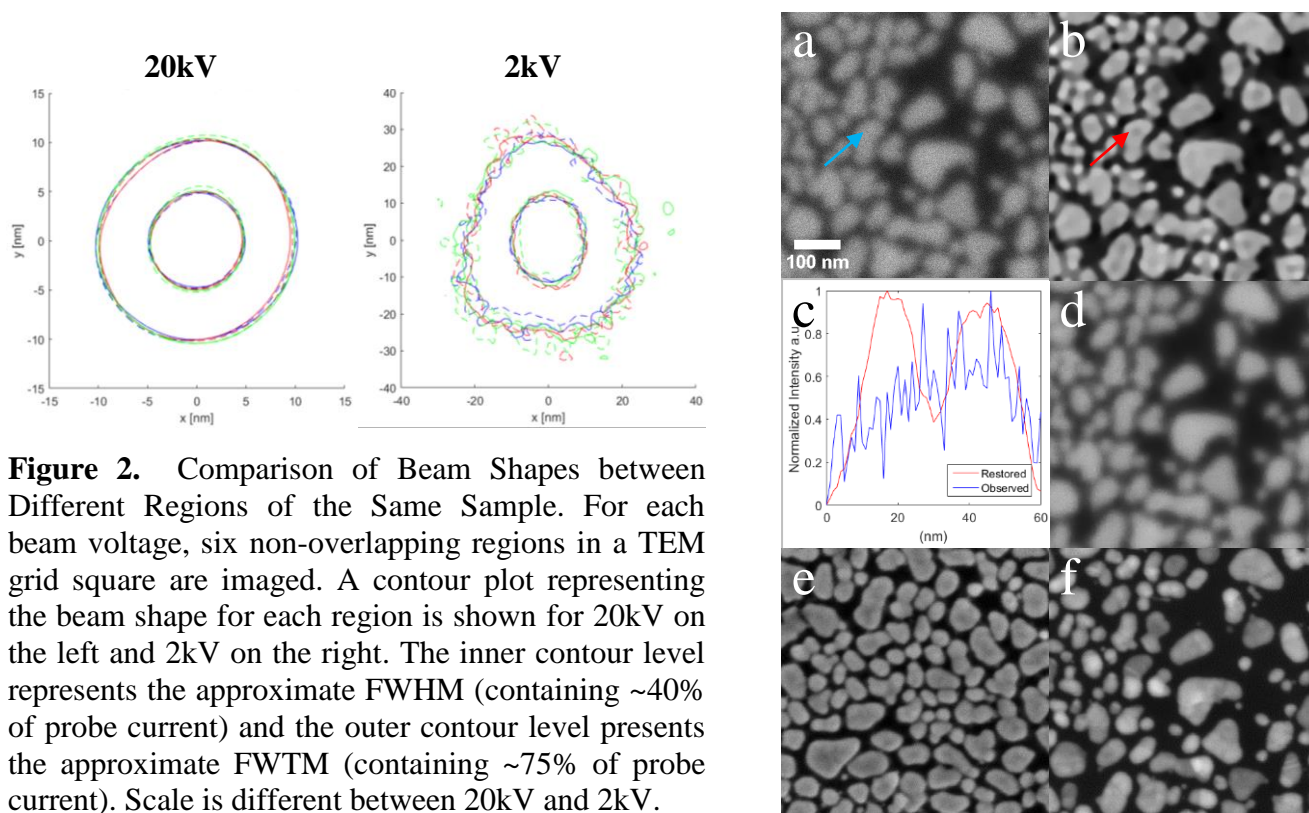 20kV
2kV
15
10
5
0
-5
-10
-15
y [nm]
-15 -10 -5 0 5 10 15
x [nm]
40
30
20
10
0
-10
-20
-30
-40
y [nm]
-40 -20 0 20 40
x [nm]
Figure 2. Comparison of Beam Shapes between
Different Regions of the Same Sample. For each
beam voltage, six non-overlapping regions in a TEM
grid square are imaged. A contour plot representing
the beam shape for each region is shown for 20kV on
the left and 2kV on the right. The inner contour level
represents the approximate FWHM (containing ~40%
of probe current) and the outer contour level presents
the approximate FWTM (containing ~75% of probe
current). Scale is different between 20kV and 2kV.
a
100 nm
b
c
Normalized Intensity a.u.
1
0.8
0.6
0.4
0.2
0
Restored
Observed
0 20 40 60
(nm)
d
e
f